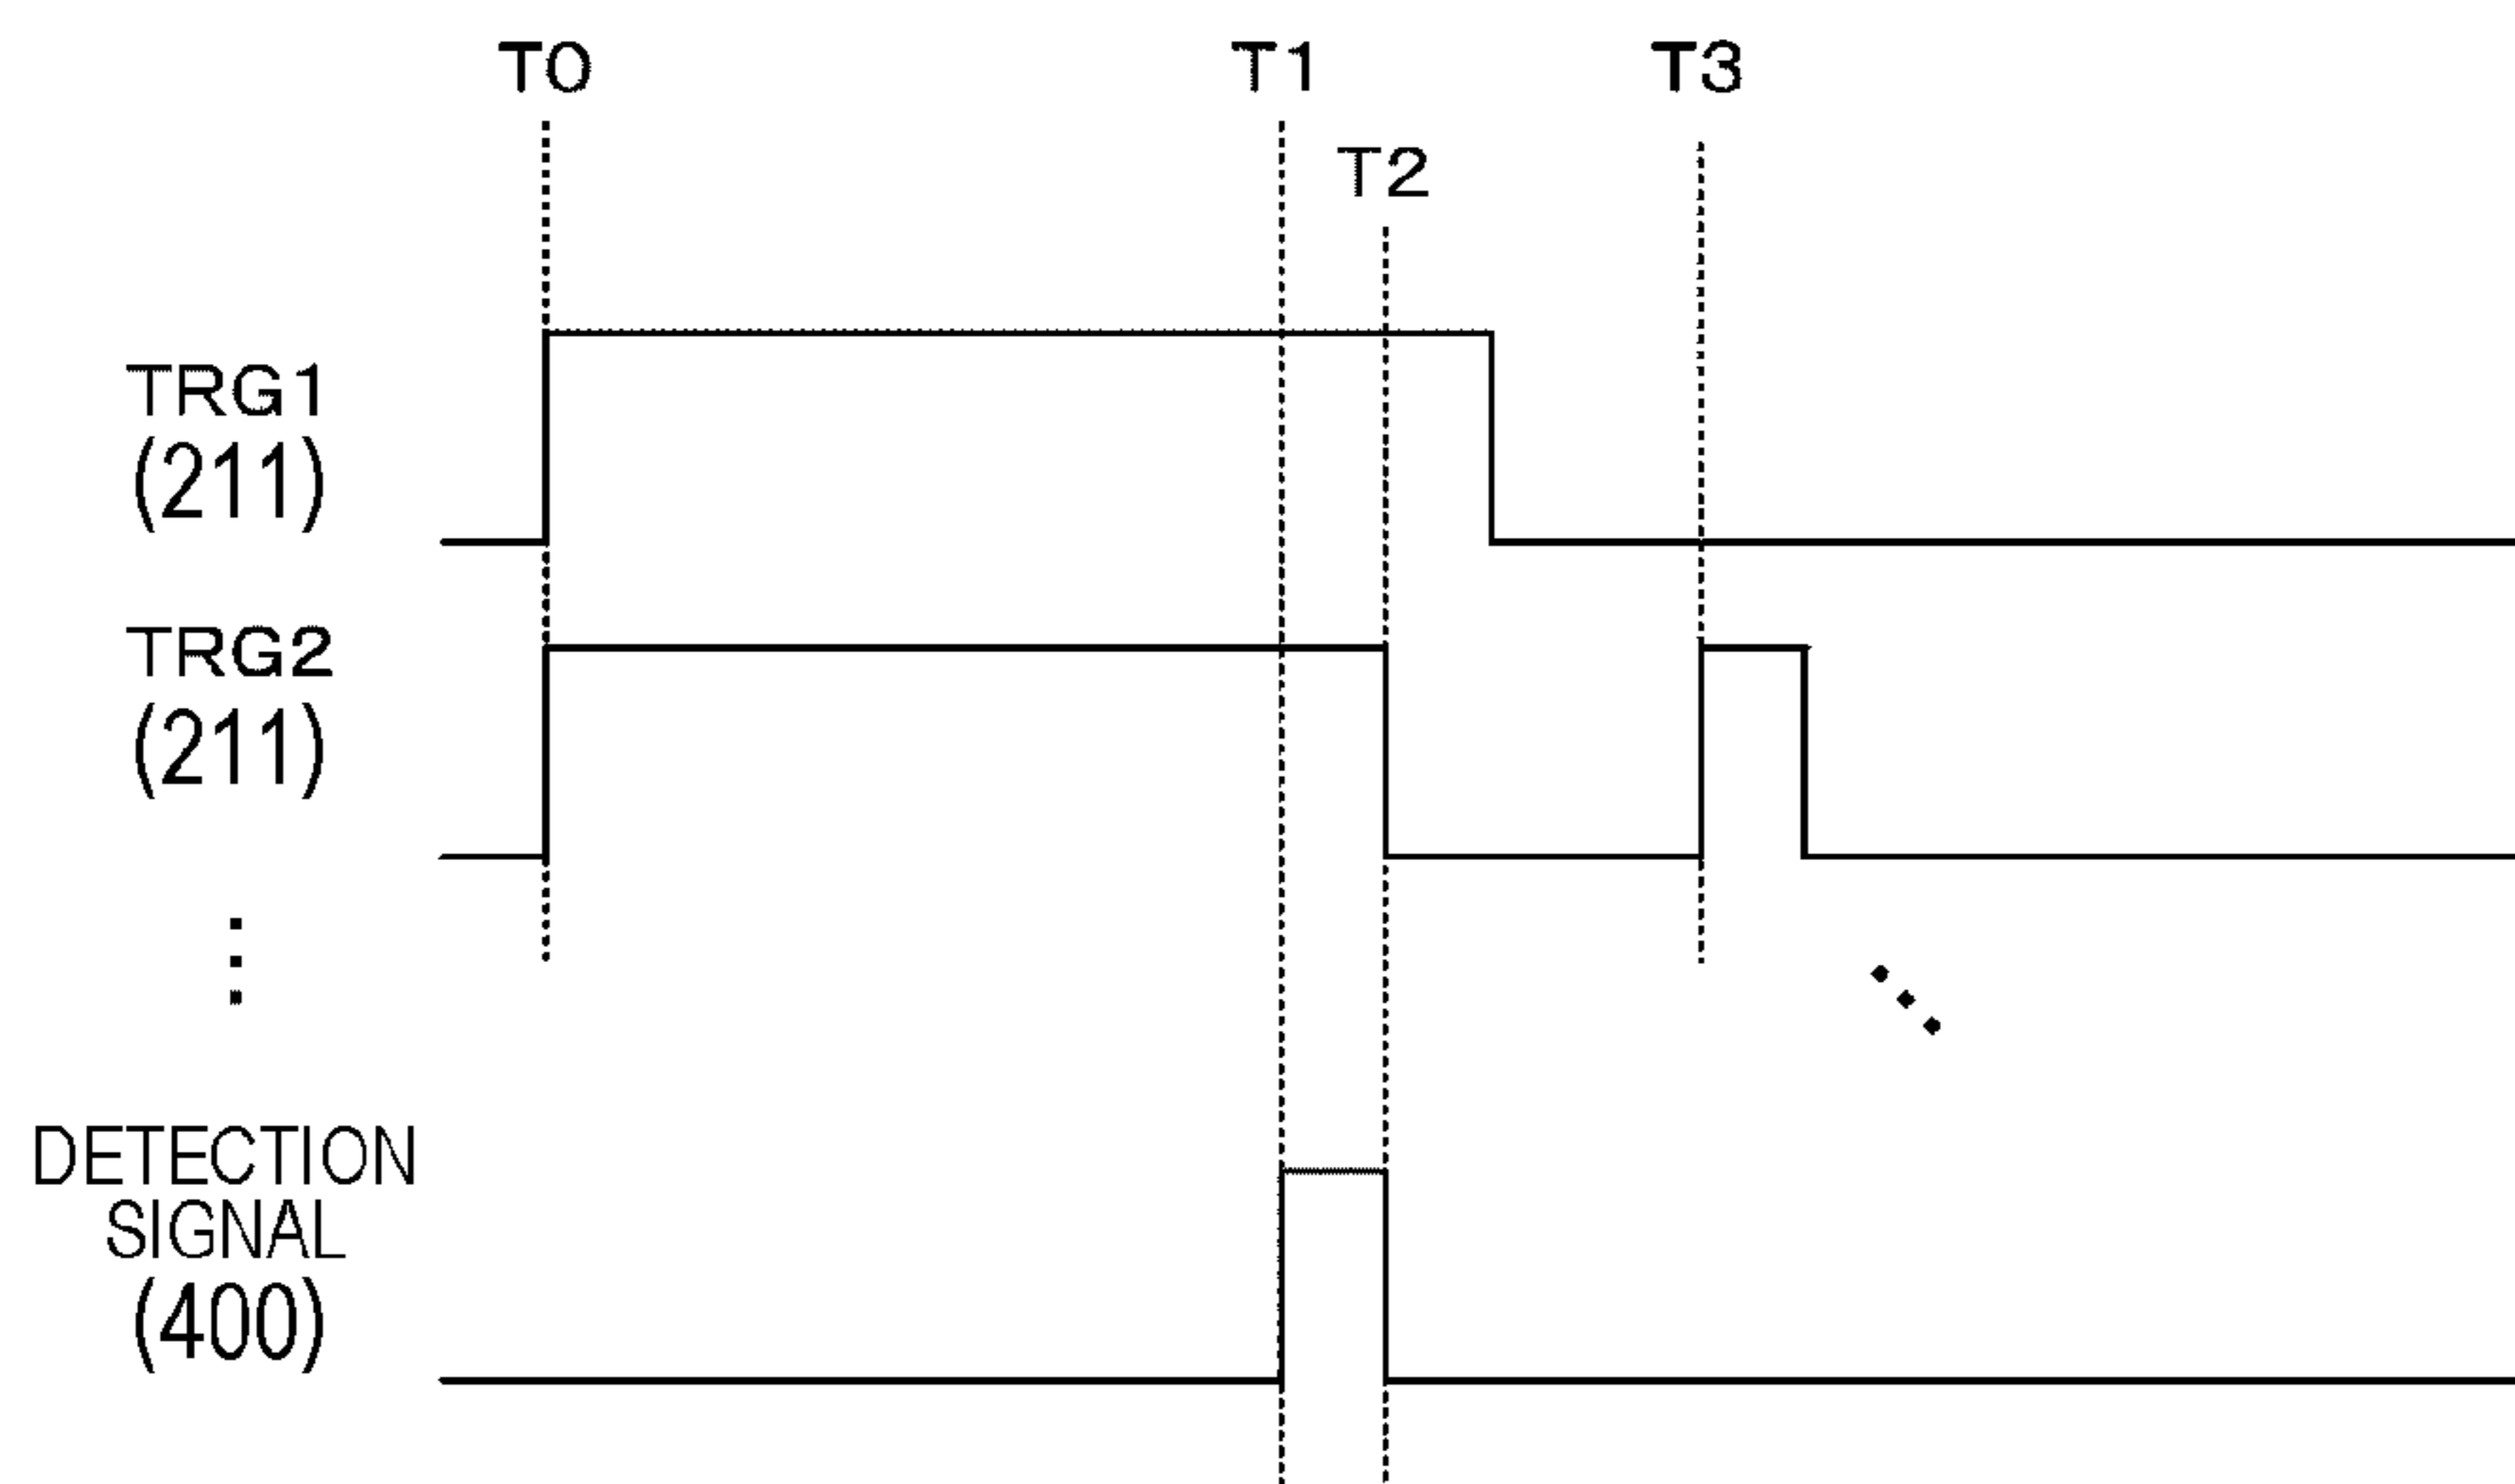 T0
T1
T3
T2
TRG1
(211)
TRG2
(211)
DETECTION
SIGNAL
(400)